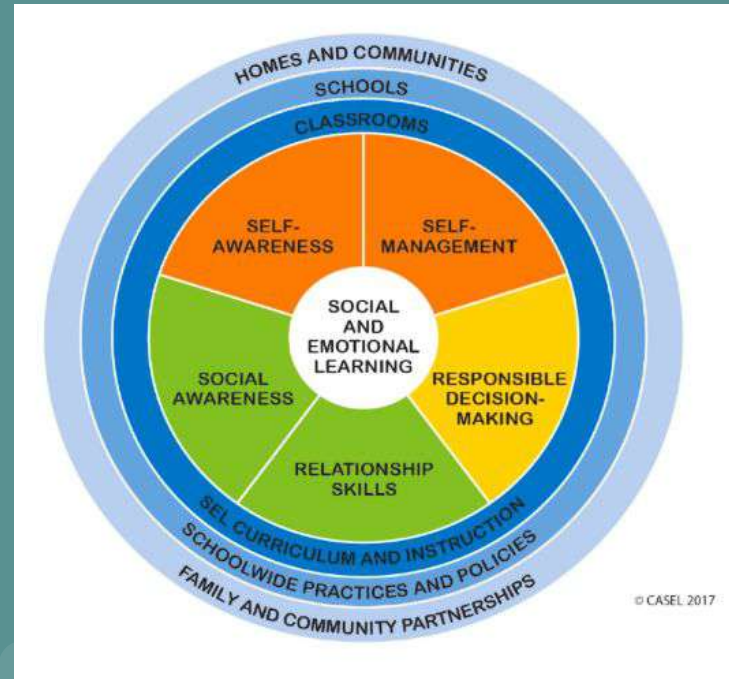 HOMES AND COMMUNITIES
SCHOOLS
CLASSROOMS
SELF-
AWARENESS
SELF-
MANAGEMENT
SOCIAL
AND
EMOTIONAL
LEARNING
SOCIAL
AWARENESS
RESPONSIBLE
DECISION-
MAKING
RELATIONSHIP
SKILLS
SEL CURRICULUM AND INSTRUCTION
SCHOOLWIDE PRACTICES AND POLICIES
FAMILY AND COMMUNITY PARTNERSHIPS
© CASEL 2017